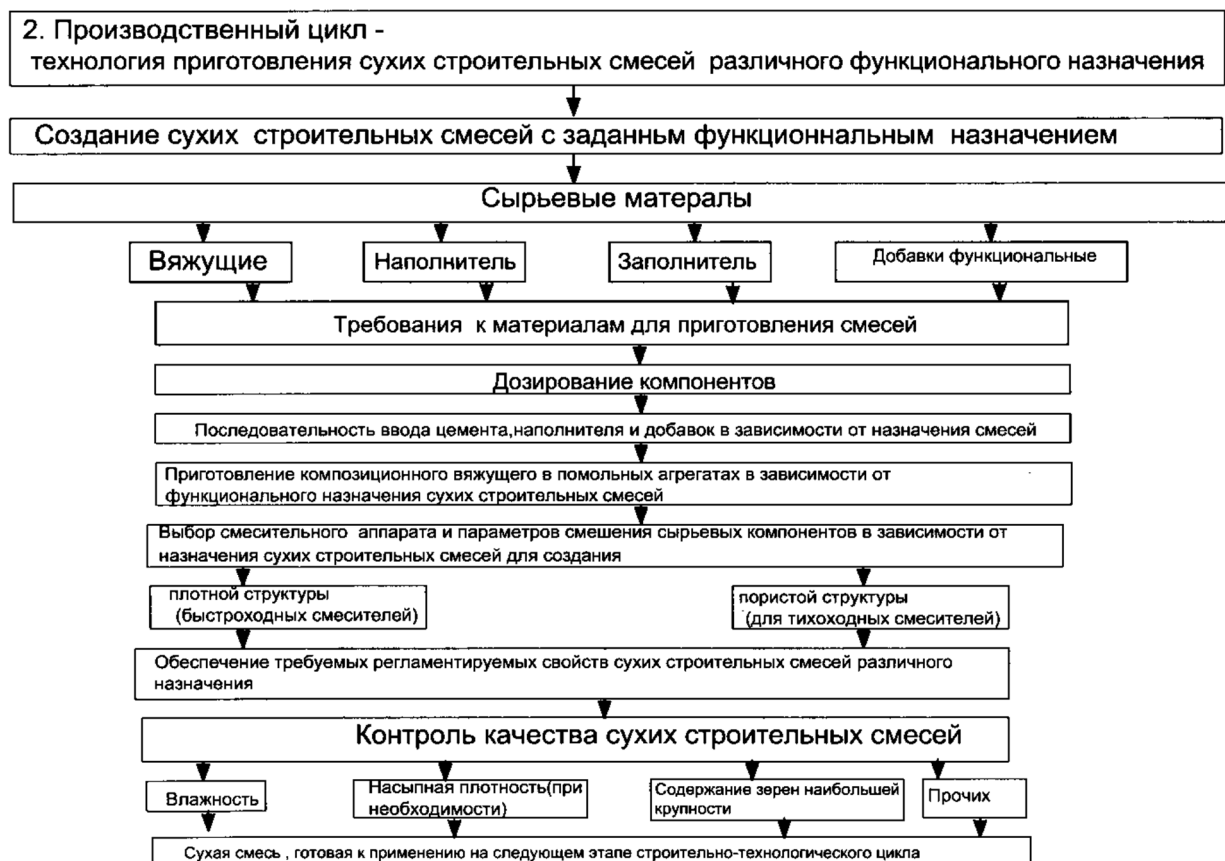 2. Производственный цикл -
технология приготовления сухих строительных смесей различного функционального назначения
Создание сухих строительных смесей с заданным функционнальным назначением
Сырьевые матералы
Вяжущие
Наполнитель
Заполнитель
Добавки функциональные
Требования к материалам для приготовления смесей
Дозирование компонентов
Последовательность ввода цемента,наполнителя и добавок в зависимости от назначения смесей
Приготовление композиционного вяжущего в помольных агрегатах в зависимости от
функционального назначения сухих строительных смесей
Выбор смесительного аппарата и параметров смешения сырьевых компонентов в зависимости от
назначения сухих строительных смесей для создания
плотной структуры
(быстроходных смесителей)
пористой структуры
(для тихоходных смесителей)
Обеспечение требуемых регламентируемых свойств сухих строительных смесей различного
назначения
Контроль качества сухих строительных смесей
Влажность
Насыпная плотность(при
необходимости)
Содержание зерен наибольшей
крупности
Прочих
Сухая смесь , готовая к применению на следующем этапе строительно-технологического цикла